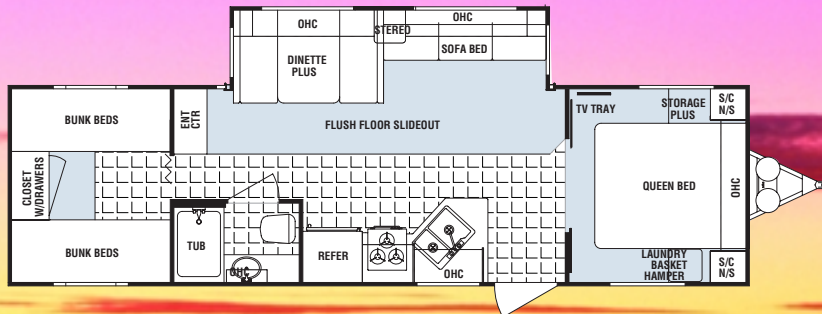 OHC
OHC
STEREO
DINETTE
PLUS
SOFA BED
BUNK BEDS
ENT
CTR
FLUSH FLOOR SLIDEOUT
TV TRAY
STORAGE
PLUS
S/C
N/S
CLOSET
W/DRAWERS
QUEEN BED
OHC
BUNK BEDS
TUB
OHC
REFER
OHC
LAUNDRY
BASKET
HAMPER
S/C
N/S